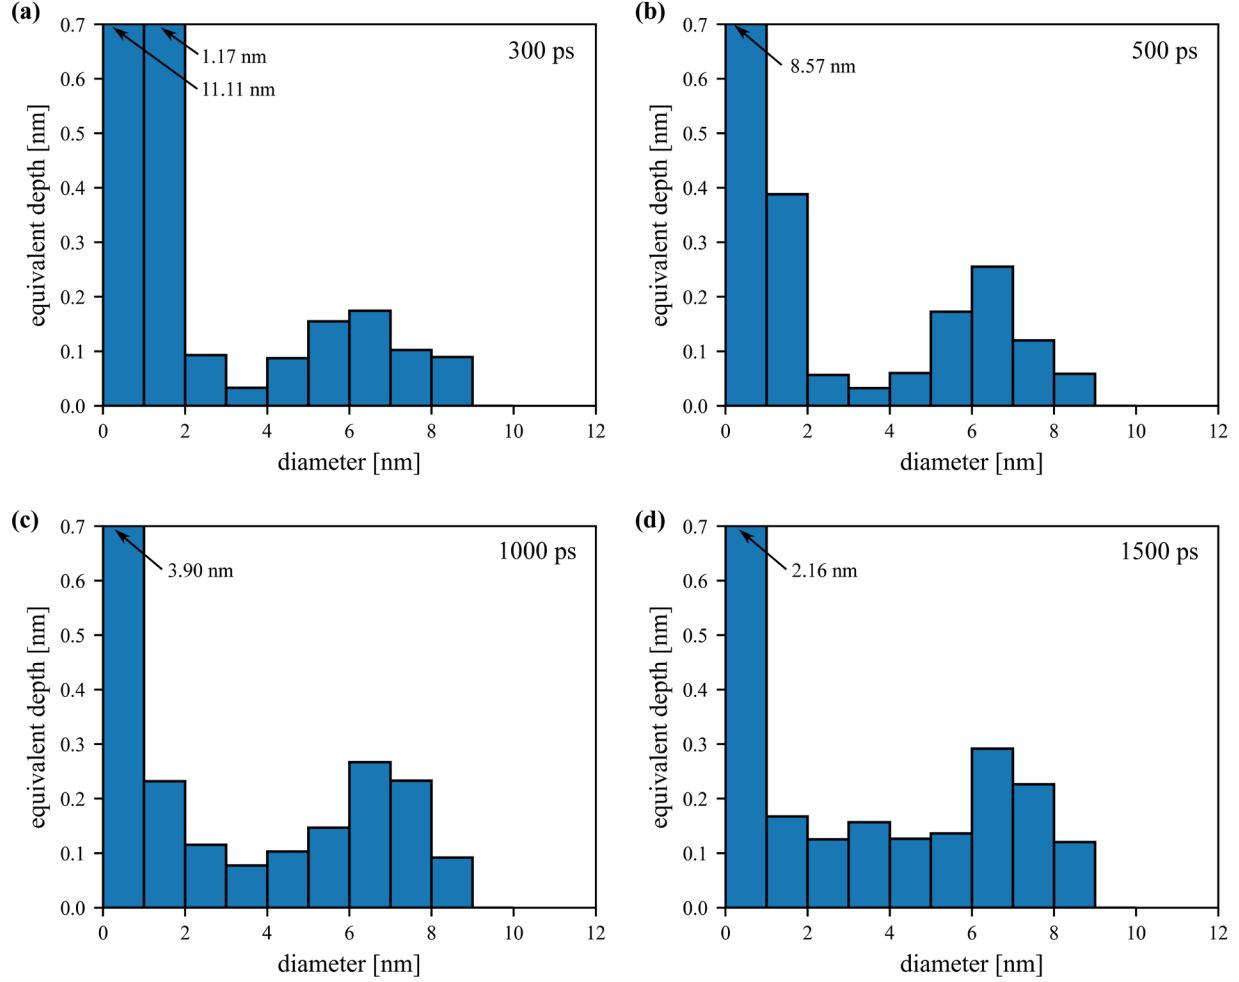 (a)
0.7
0.6
0.5
0.4
0.3
0.2
0.1
0.0
equivalent depth [nm]
300 ps
1.17 nm
11.11 nm
0 2 4 6 8 10 12
diameter [nm]
(b)
0.7
0.6
0.5
0.4
0.3
0.2
0.1
0.0
equivalent depth [nm]
500 ps
8.57 nm
0 2 4 6 8 10 12
diameter [nm]
(c)
0.7
0.6
0.5
0.4
0.3
0.2
0.1
0.0
equivalent depth [nm]
1000 ps
3.90 nm
0 2 4 6 8 10 12
diameter [nm]
(d)
0.7
0.6
0.5
0.4
0.3
0.2
0.1
0.0
equivalent depth [nm]
1500 ps
2.16 nm
0 2 4 6 8 10 12
diameter [nm]